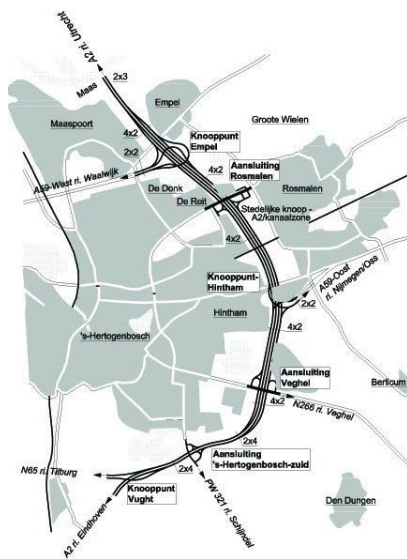 A2 ri. Utrecht
2x3
Maas
Empel
Maaspoort
4x2
Knooppunt
Empel
Groote Wielen
2x2
4x2
Aansluiting
Rosmalen
A59-West ri. Waalwijk
De Donk
Rosmalen
De Reit
Stedelijke knoop -
A2/kanaalzone
4x2
Knooppunt-
Hintham
A59-Oost
ri. Nijmegen/Oss
2x2
Hintham
4x2
's-Hertogenbosch
Aansluiting
Veghel
Berlicum
4x2
N266 ri. Veghel
2x4
Aansluiting
's-Hertogenbosch-zuid
N65 ri. Tilburg
2x4
Knooppunt
Vught
PW 321 ri. Schijndel
A2 ri. Eindhoven
Den Dungen